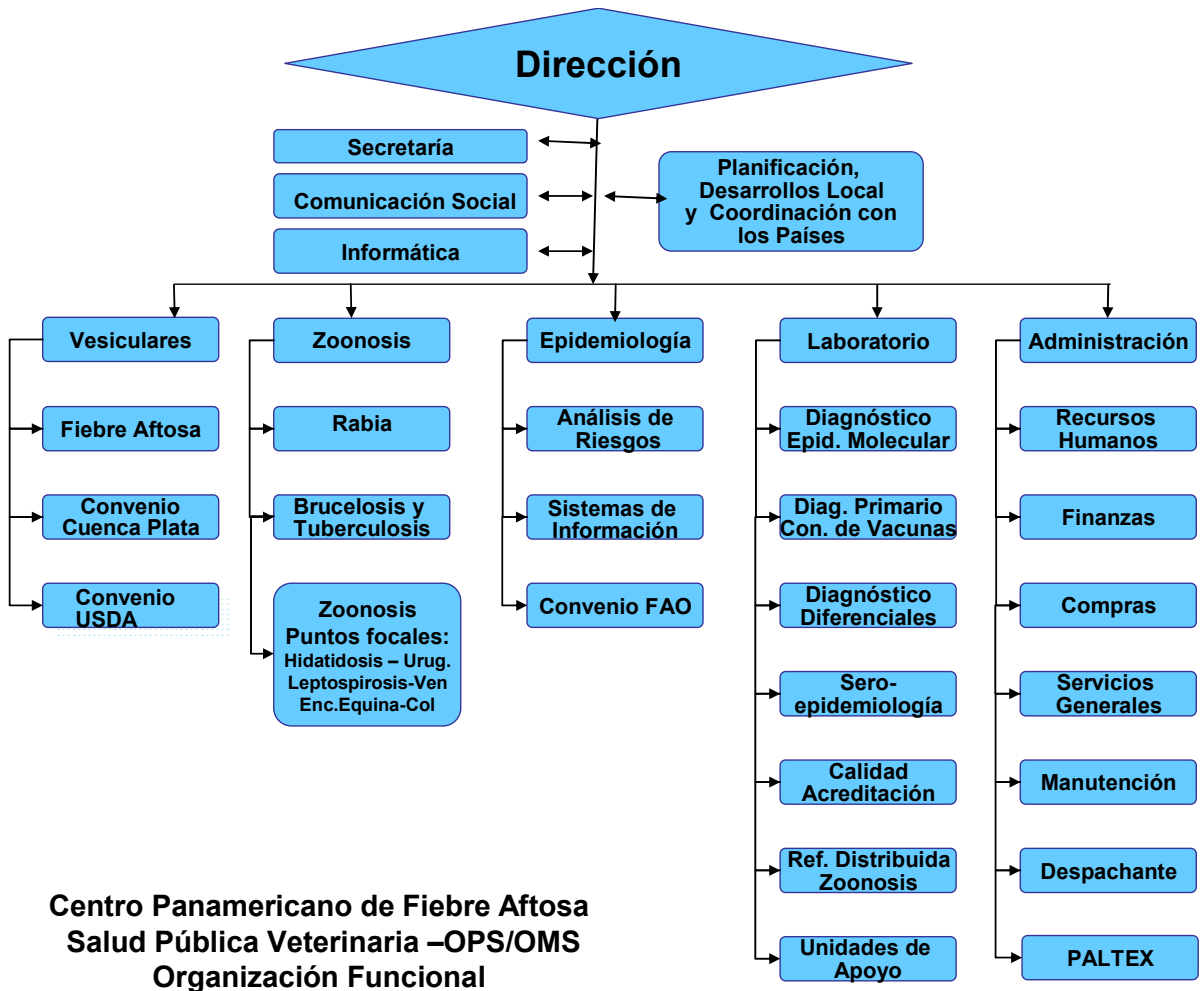 Dirección
Secretaría
Comunicación Social
Informática
Planificación,
Desarrollos Local
y Coordinación con
los Países
Vesiculares
Fiebre Aftosa
Convenio
Cuenca Plata
Convenio
USDA
Zoonosis
Rabia
Brucelosis y
Tuberculosis
Zoonosis
Puntos focales:
Hidatidosis – Urug.
Leptospirosis-Ven
Enc.Equina-Col
Epidemiología
Análisis de
Riesgos
Sistemas de
Información
Convenio FAO
Laboratorio
Diagnóstico
Epid. Molecular
Diag. Primario
Con. de Vacunas
Diagnóstico
Diferenciales
Sero-
epidemiología
Calidad
Acreditación
Ref. Distribuida
Zoonosis
Unidades de
Apoyo
Administración
Recursos
Humanos
Finanzas
Compras
Servicios
Generales
Manutención
Despachante
PALTEX
Centro Panamericano de Fiebre Aftosa
Salud Pública Veterinaria –OPS/OMS
Organización Funcional